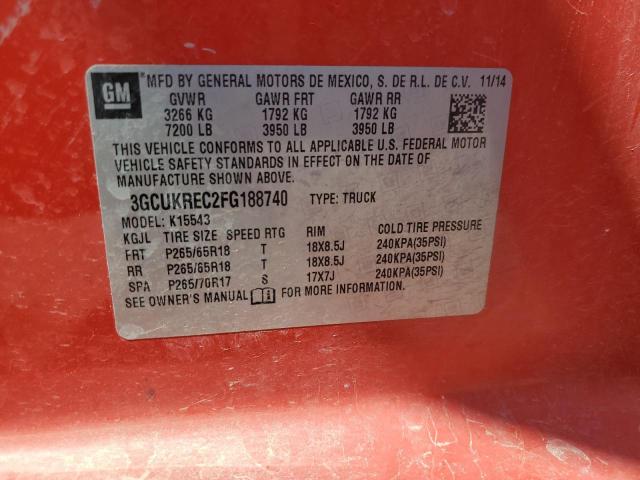 GM
*MFD BY GENERAL MOTORS DE MEXICO, S. DE R.L. DE C.V. 11/14
GVWR GAWR FRT GAWR RR
3266 KG 1792 KG 1792 KG
7200 LB 3950 LB 3950 LB
THIS VEHICLE CONFORMS TO ALL APPLICABLE U.S. FEDERAL MOTOR
VEHICLE SAFETY STANDARDS IN EFFECT ON THE DATE OF
MANUFACTURE SHOWN ABOVE.
3GCUKREC2FG188740 TYPE: TRUCK
MODEL: K15543
KGJL TIRE SIZE SPEED RTG RIM COLD TIRE PRESSURE
FRT P265/65R18 T 18X8.5J 240KPA(35PSI)
RR P265/65R18 T 18X8.5J 240KPA(35PSI)
SPA P265/70R17 S 17X7J 240KPA(35PSI)
SEE OWNER'S MANUAL FOR MORE INFORMATION.